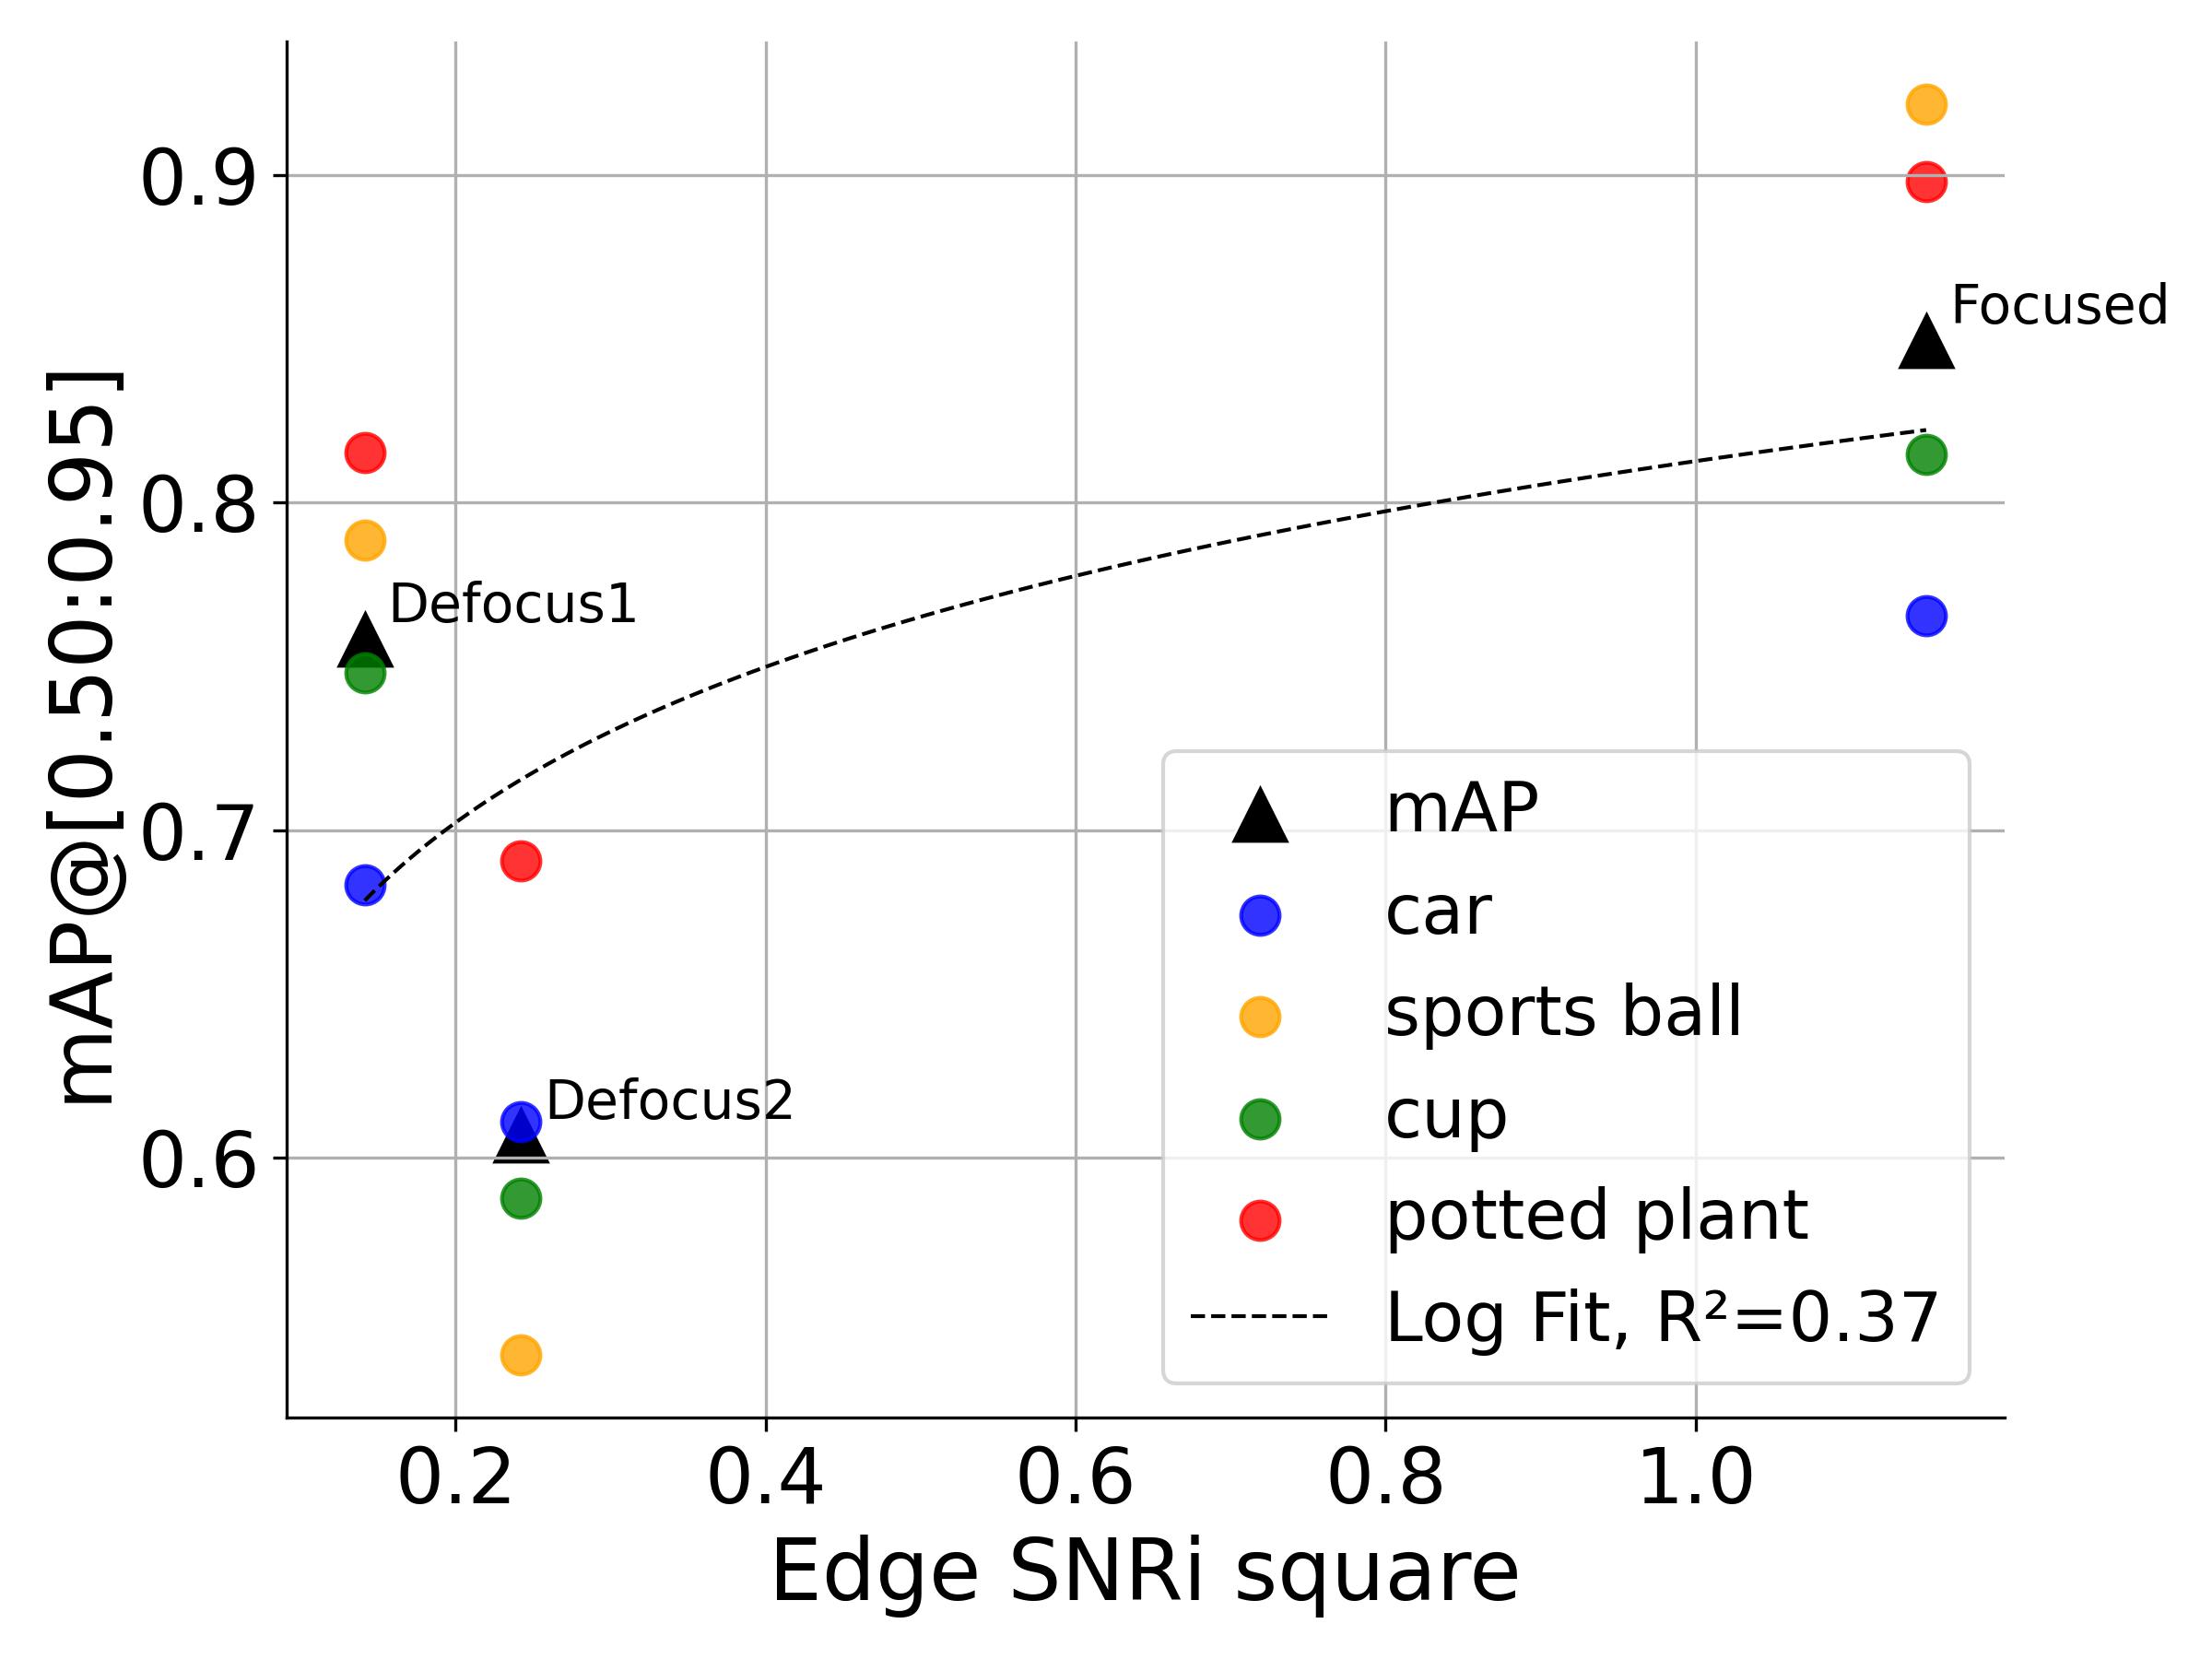 mAP@[0.50:0.95]
0.9
0.8
0.7
0.6
Focused
Defocus1
Defocus2
mAP
car
sports ball
cup
potted plant
Log Fit, R²=0.37
0.2
0.4
0.6
0.8
1.0
Edge SNRi square